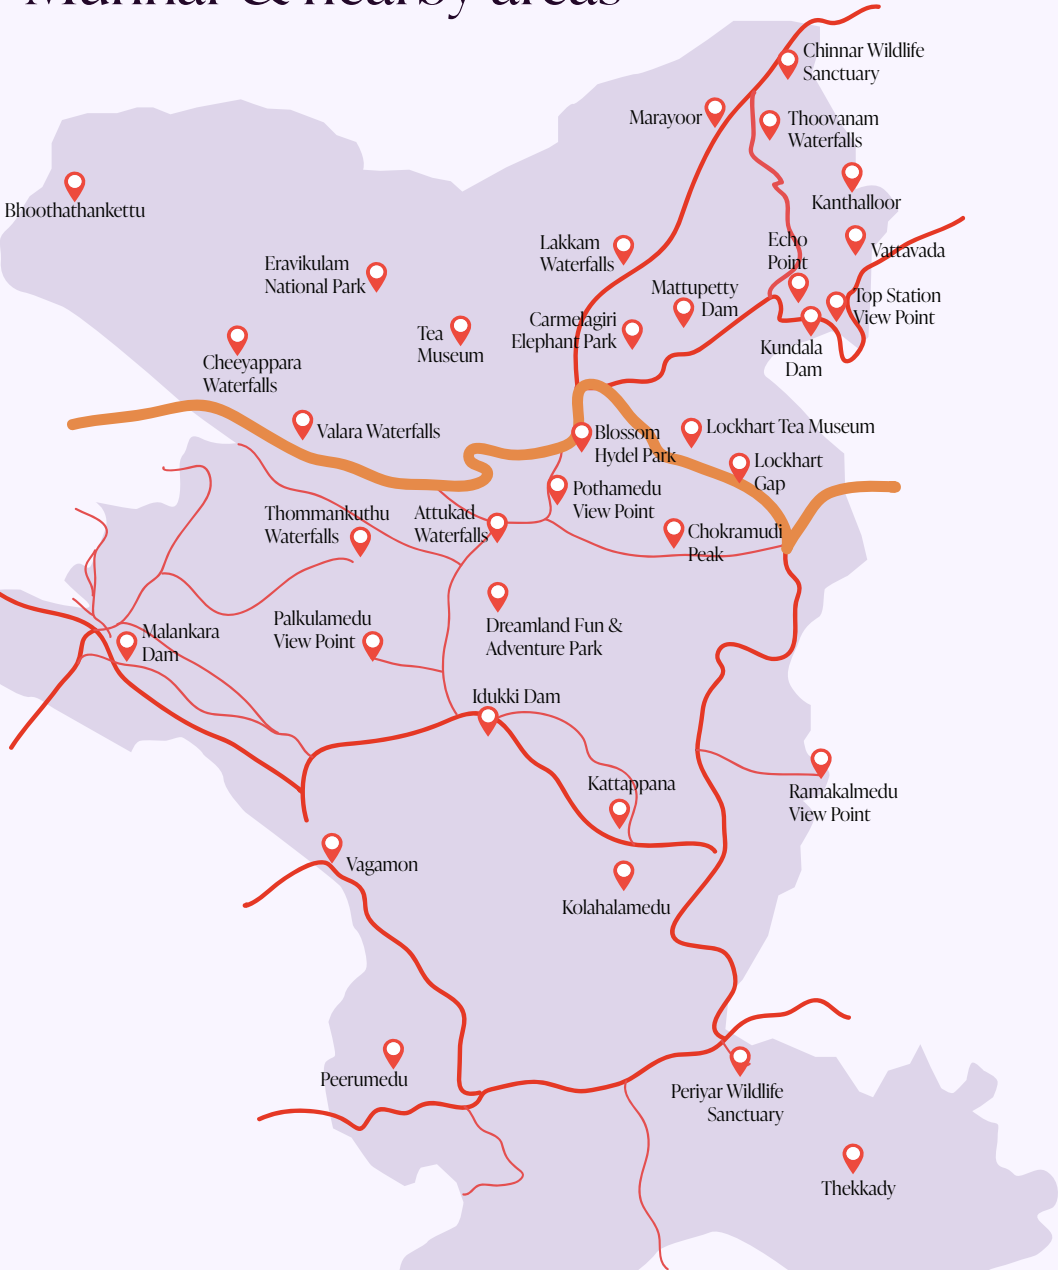 Munnar & nearby areas
Chinnar Wildlife
Sanctuary
Marayoor
Thoovanam
Waterfalls
Bhoothathankettu
Kanthalloor
Lakkam
Waterfalls
Echo
Point
Vattavada
Eravikulam
National Park
Mattupetty
Dam
Top Station
View Point
Carmelagiri
Elephant Park
Tea
Museum
Kundala
Dam
Cheeyappara
Waterfalls
Valara Waterfalls
Blossom
Hydel Park
Lockhart Tea Museum
Lockhart
Gap
Pothamedu
View Point
Thommankuthu
Waterfalls
Attukad
Waterfalls
Chokramudi
Peak
Dreamland Fun &
Adventure Park
Palkulamedu
View Point
Malankara
Dam
Idukki Dam
Kattappana
Ramakalmedu
View Point
Vagamon
Kolahalamedu
Peerumedu
Periyar Wildlife
Sanctuary
Thekkady